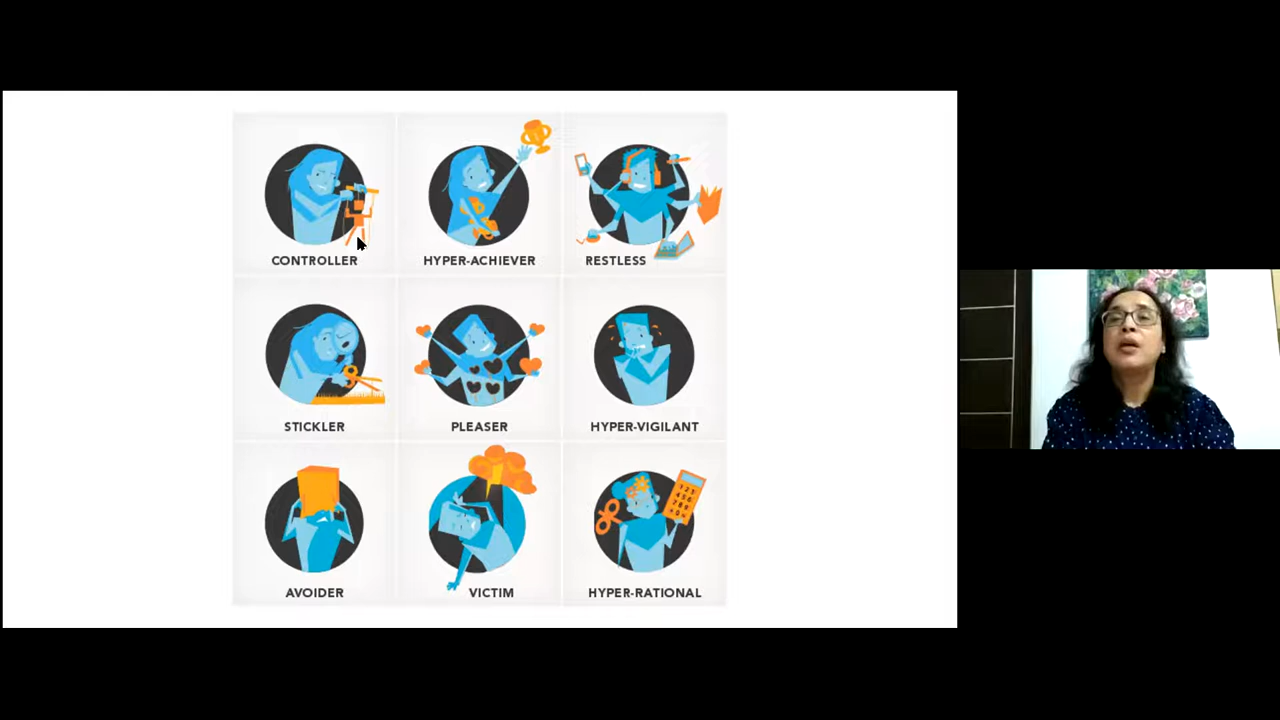 CONTROLLER
HYPER-ACHIEVER
RESTLESS
STICKLER
PLEASER
HYPER-VIGILANT
AVOIDER
VICTIM
HYPER-RATIONAL